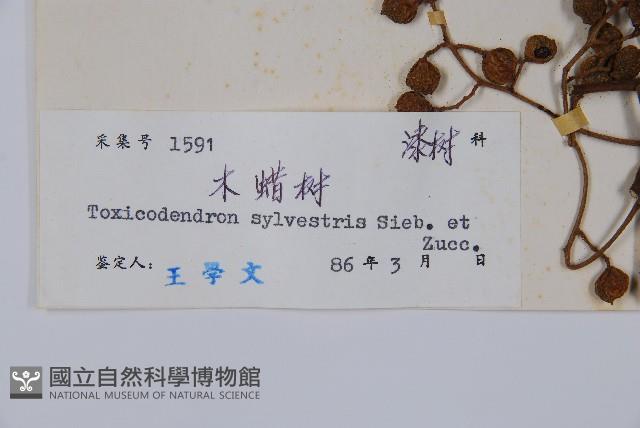 采集号 1591 漆树 科
木蜡树
Toxicodendron sylvestris Sieb. et
Zucc.
鉴定人： 王学文 86 年 3 月 日
國立自然科學博物館
NATIONAL MUSEUM OF NATURAL SCIENCE